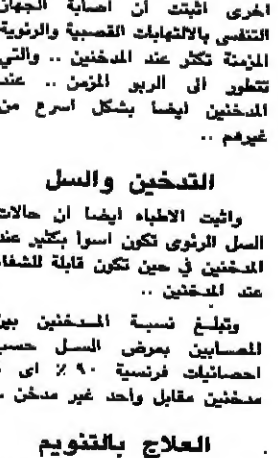 اخرى اثبتت ان اصابة الجهاز
التنفسي بالالتهابات القصبية والرئوية
المزمنة تكثر عند المدخنين .. والتي
تتطور الى الربو المزمن .. عند
المدخنين ايضا بشكل اسرع من
غيرهم ..
التدخين والسل
واثبت الاطباء ايضا ان حالات
السل الرئوى تكون اسوأ بكثير عند
المدخنين في حين تكون قابلة للشفاء
عند المدخنين ..
وتبلغ نسبة المدخنين بين
المصابين بمرض السل حسب
احصائيات فرنسية ٩٠ ٪ اى
مدخنين مقابل واحد غير مدخن
العلاج بالتنويم